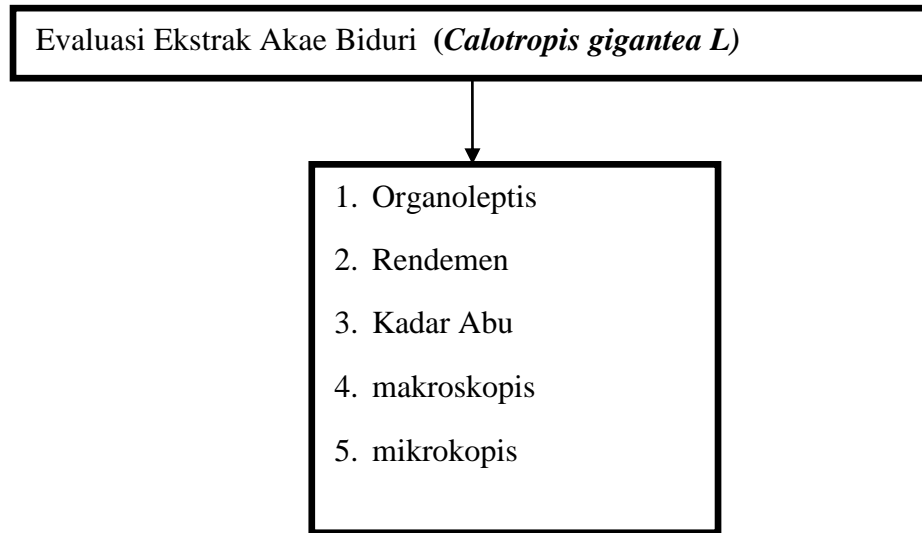 Evaluasi Ekstrak Akae Biduri (Calotropis gigantea L)
1. Organoleptis
2. Rendemen
3. Kadar Abu
4. makroskopis
5. mikrokopis